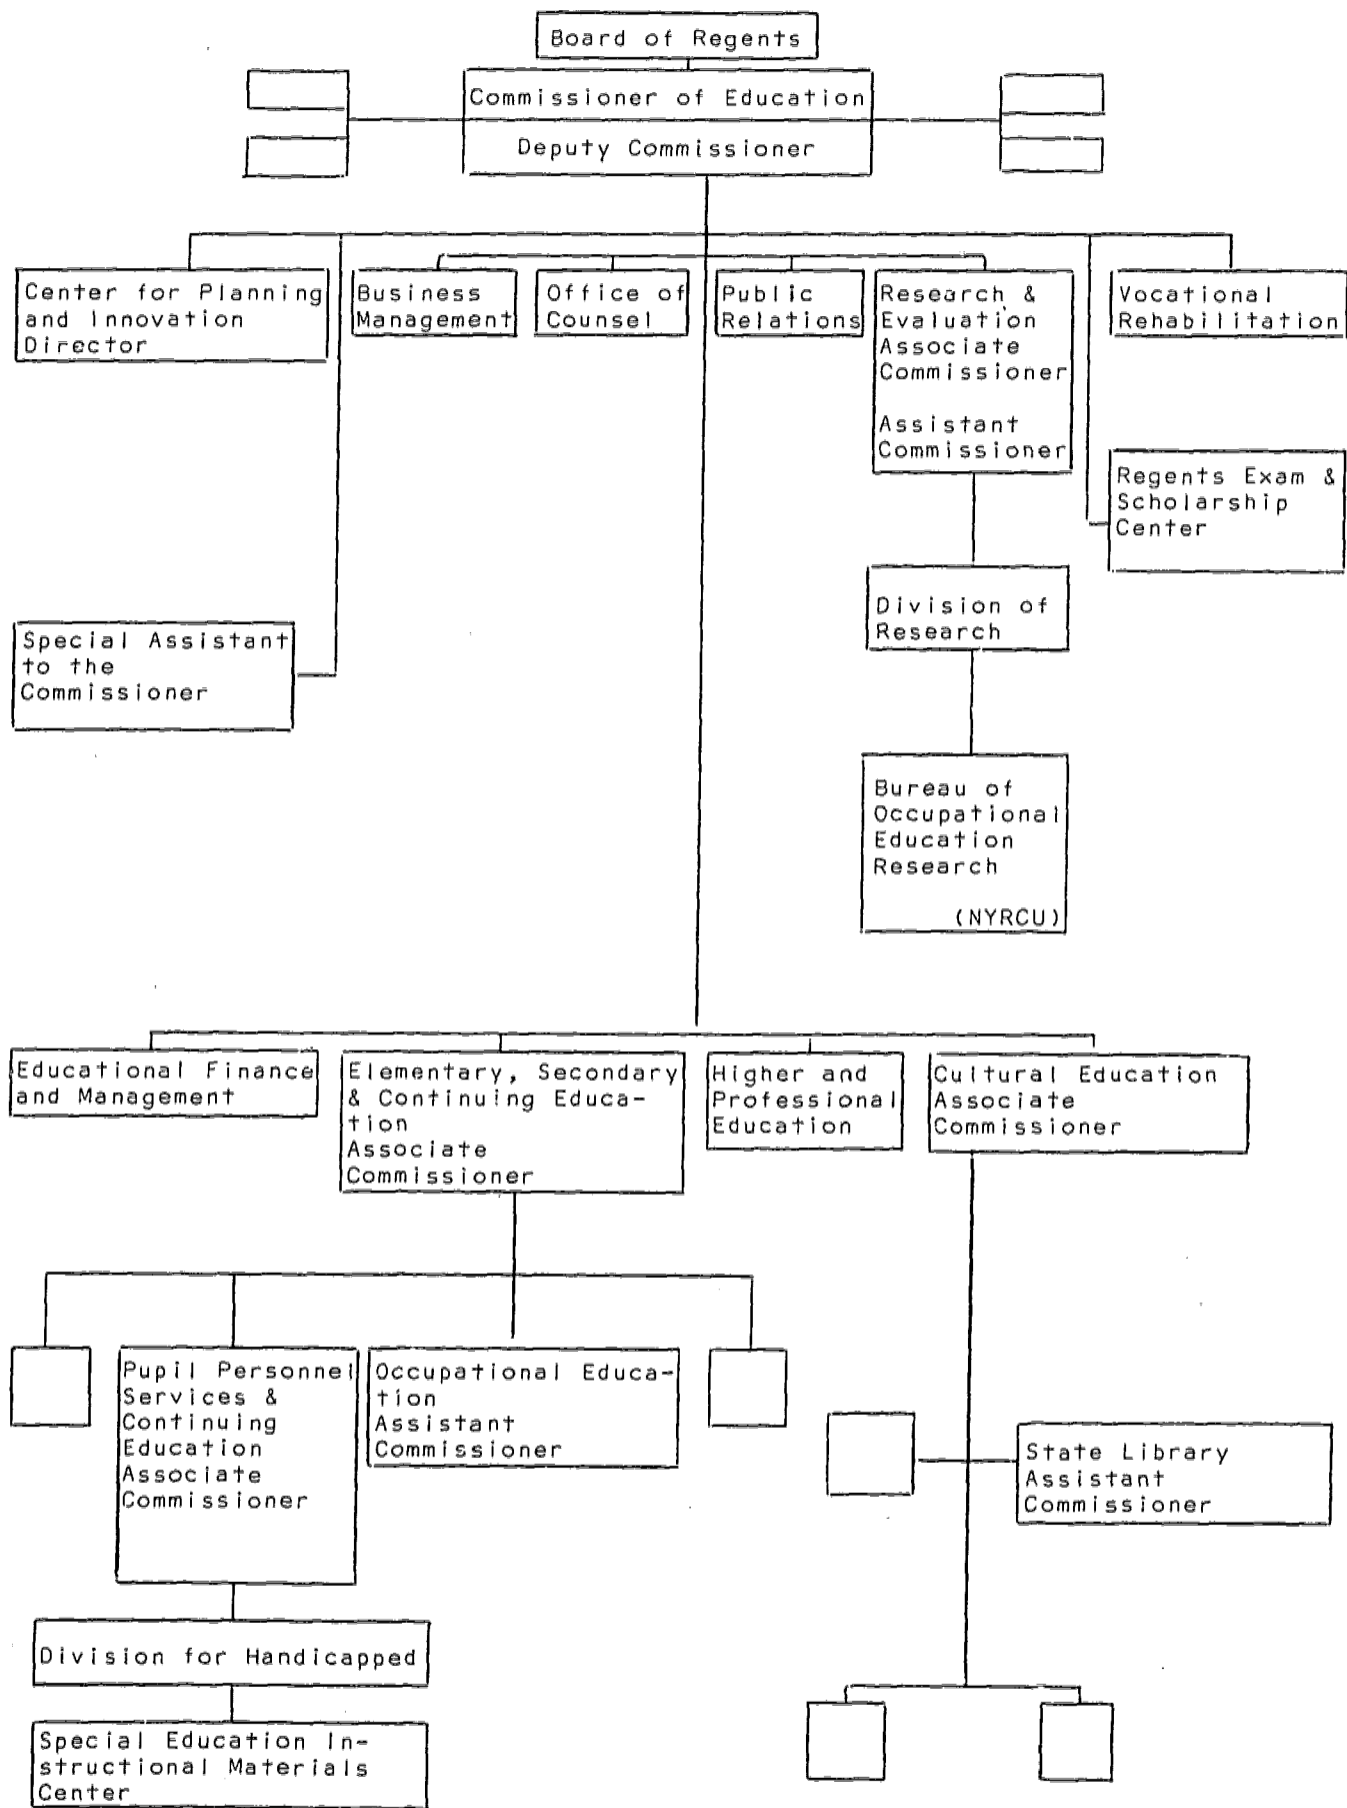 Board of Regents
Commissioner of Education
Deputy Commissioner
Center for Planning
and Innovation
Director
Business
Management
Office of
Counsel
Public
Relations
Research &
Evaluation
Associate
Commissioner
Assistant
Commissioner
Vocational
Rehabilitation
Regents Exam &
Scholarship
Center
Division of
Research
Special Assistant
to the
Commissioner
Bureau of
Occupational
Education
Research
(NYRCU)
Educational Finance
and Management
Elementary, Secondary
& Continuing Educa-
tion
Associate
Commissioner
Higher and
Professional
Education
Cultural Education
Associate
Commissioner
Pupil Personnel
Services &
Continuing
Education
Associate
Commissioner
Occupational Educa-
tion
Assistant
Commissioner
State Library
Assistant
Commissioner
Division for Handicapped
Special Education In-
structional Materials
Center